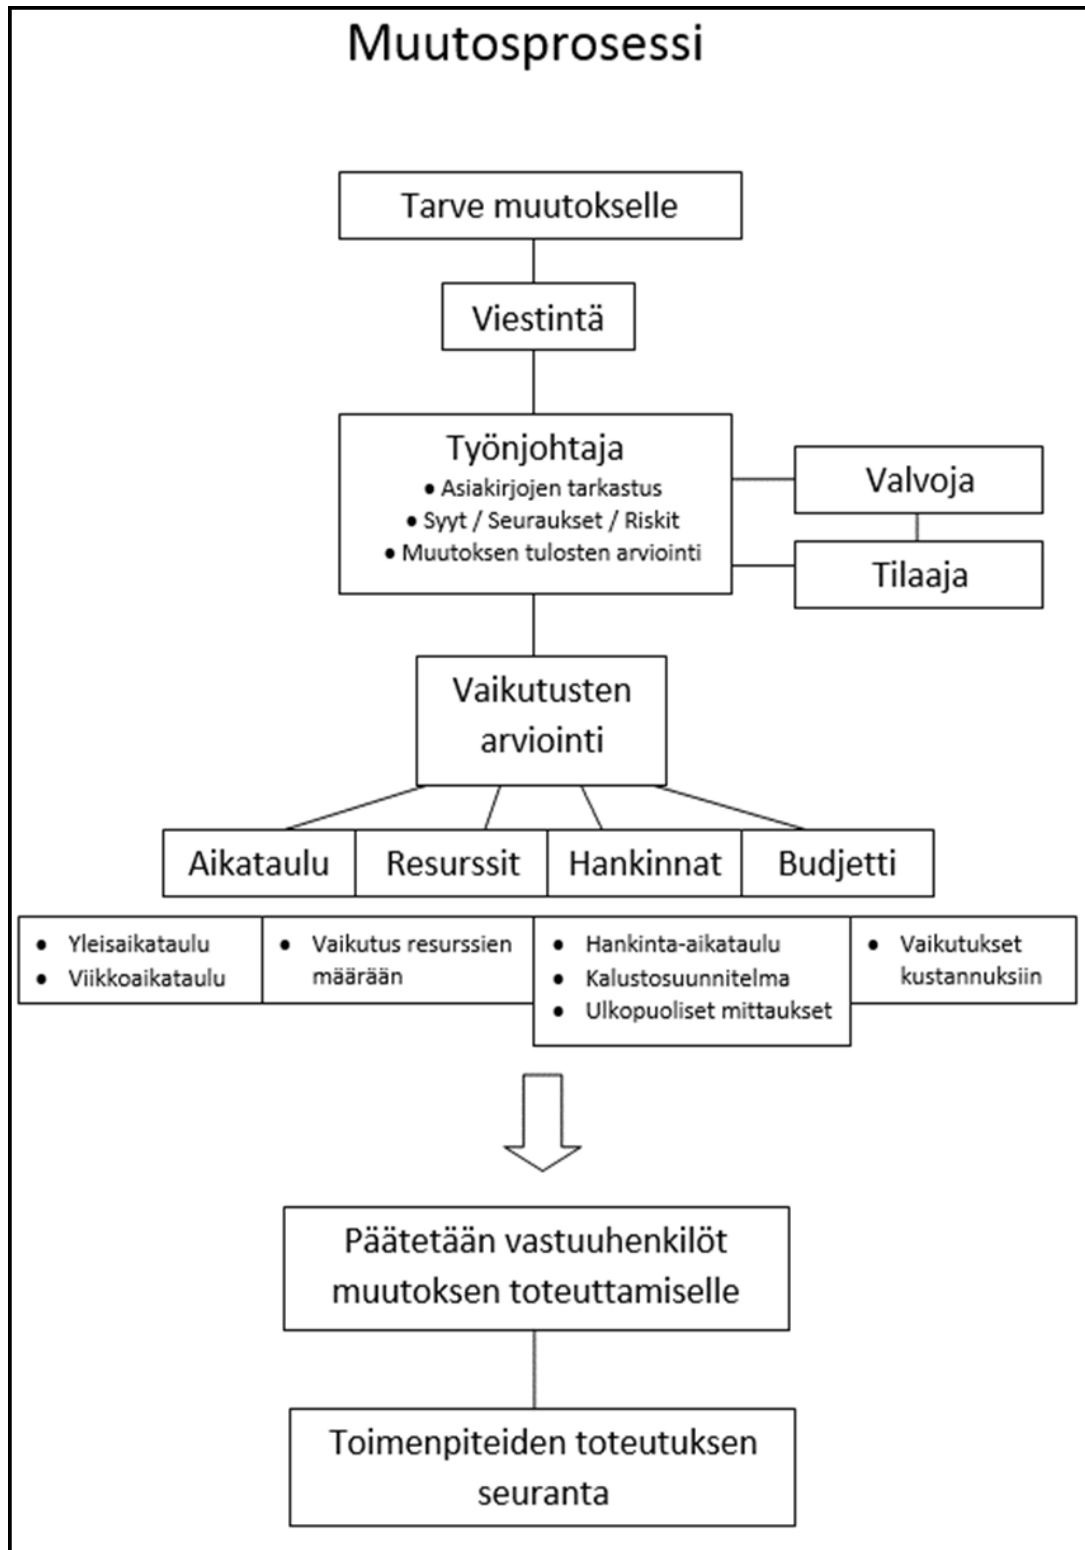 Muutosprosessi
Tarve muutokselle
Viestintä
Työnjohtaja
• Asiakirjojen tarkastus
• Syyt / Seuraukset / Riskit
• Muutoksen tulosten arviointi
Valvoja
Tilaaja
Vaikutusten
arviointi
Aikataulu
Resurssit
Hankinnat
Budjetti
• Yleisaikataulu
• Viikkoaikataulu
• Vaikutus resurssien
määrään
• Hankinta-aikataulu
• Kalustosuunnitelma
• Ulkopuoliset mittaukset
• Vaikutukset
kustannuksiin
Päätetään vastuuhenkilöt
muutoksen toteuttamiselle
Toimenpiteiden toteutuksen
seuranta